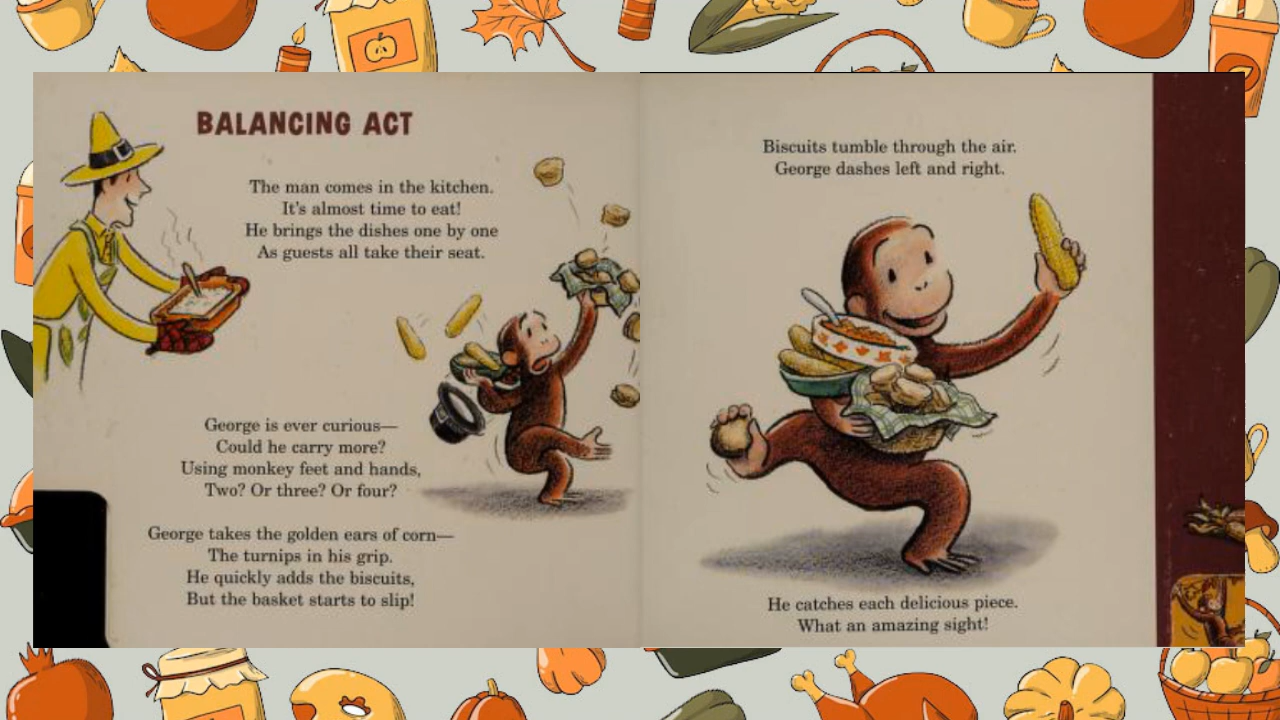 BALANCING ACT
The man comes in the kitchen.
It's almost time to eat!
He brings the dishes one by one
As guests all take their seat.
George is ever curious—
Could he carry more?
Using monkey feet and hands,
Two? Or three? Or four?
George takes the golden ears of corn—
The turnips in his grip.
He quickly adds the biscuits,
But the basket starts to slip!
Biscuits tumble through the air.
George dashes left and right.
He catches each delicious piece.
What an amazing sight!